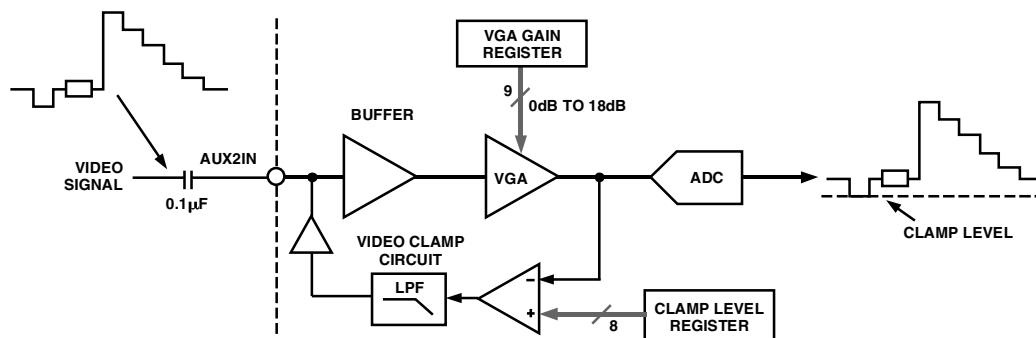 VGA GAIN
REGISTER
9
0dB TO 18dB
BUFFER
AUX2IN
VIDEO
SIGNAL
0.1µF
VGA
ADC
CLAMP LEVEL
VIDEO CLAMP
CIRCUIT
LPF
–
+
8
CLAMP LEVEL
REGISTER